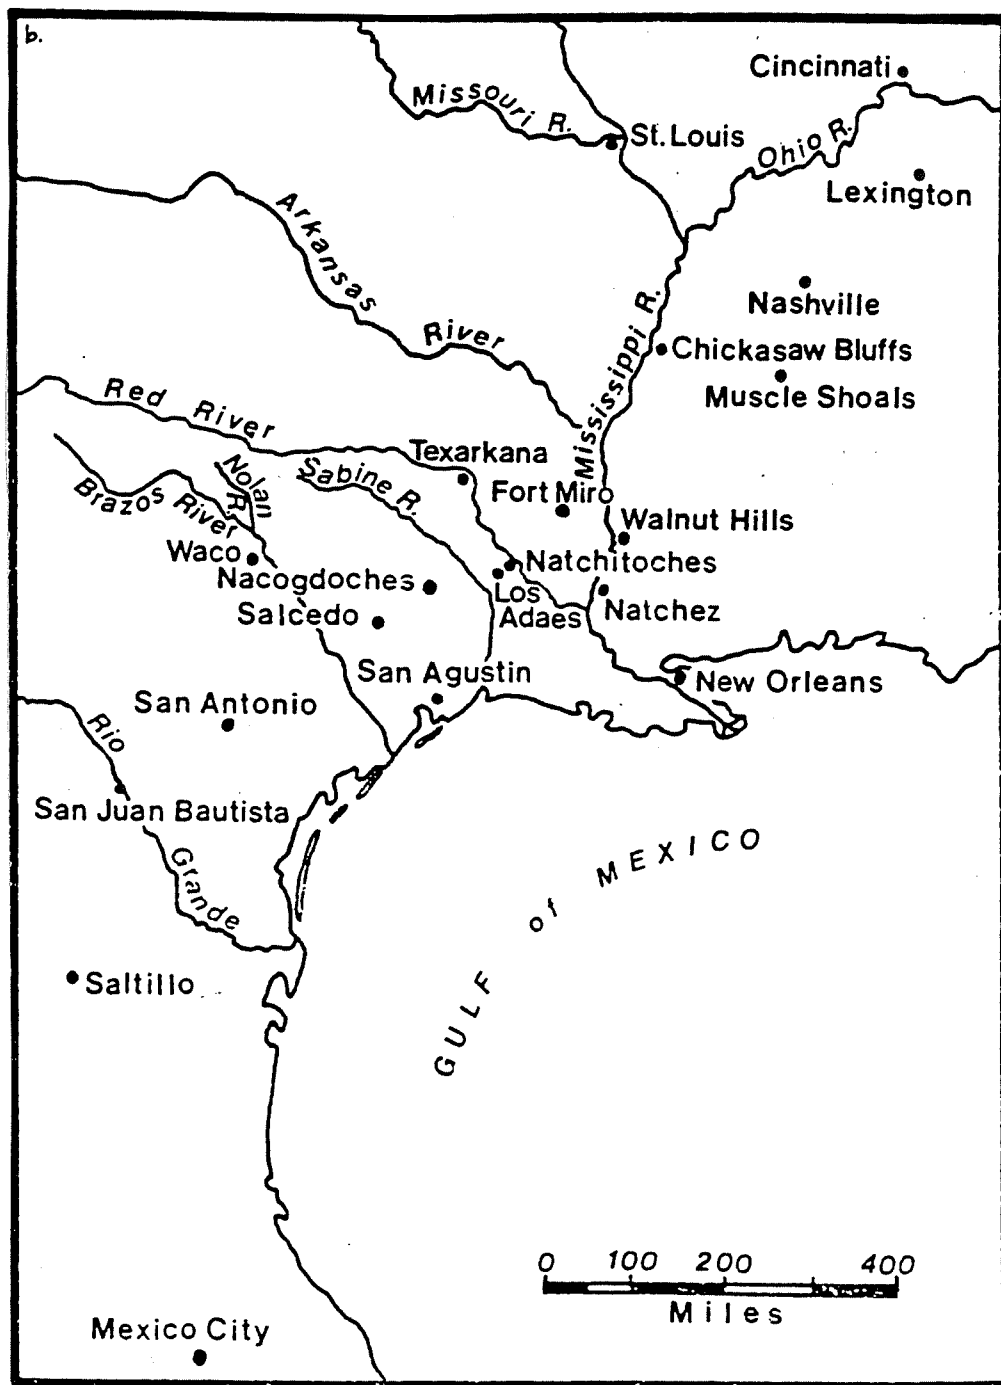 b.
Cincinnati
Missouri R.
St. Louis
Ohio R.
Lexington
Arkansas River
Nashville
Mississippi R.
Chickasaw Bluffs
Muscle Shoals
Red River
Texarkana
Nolan R.
Sabine R.
Fort Miro
Brazos River
Walnut Hills
Waco
Natchitoches
Nacogdoches
Los
Adaes
Natchez
Salcedo
San Agustin
New Orleans
San Antonio
Rio Grande
San Juan Bautista
GULF of MEXICO
Saltillo
0 100 200 400
Miles
Mexico City